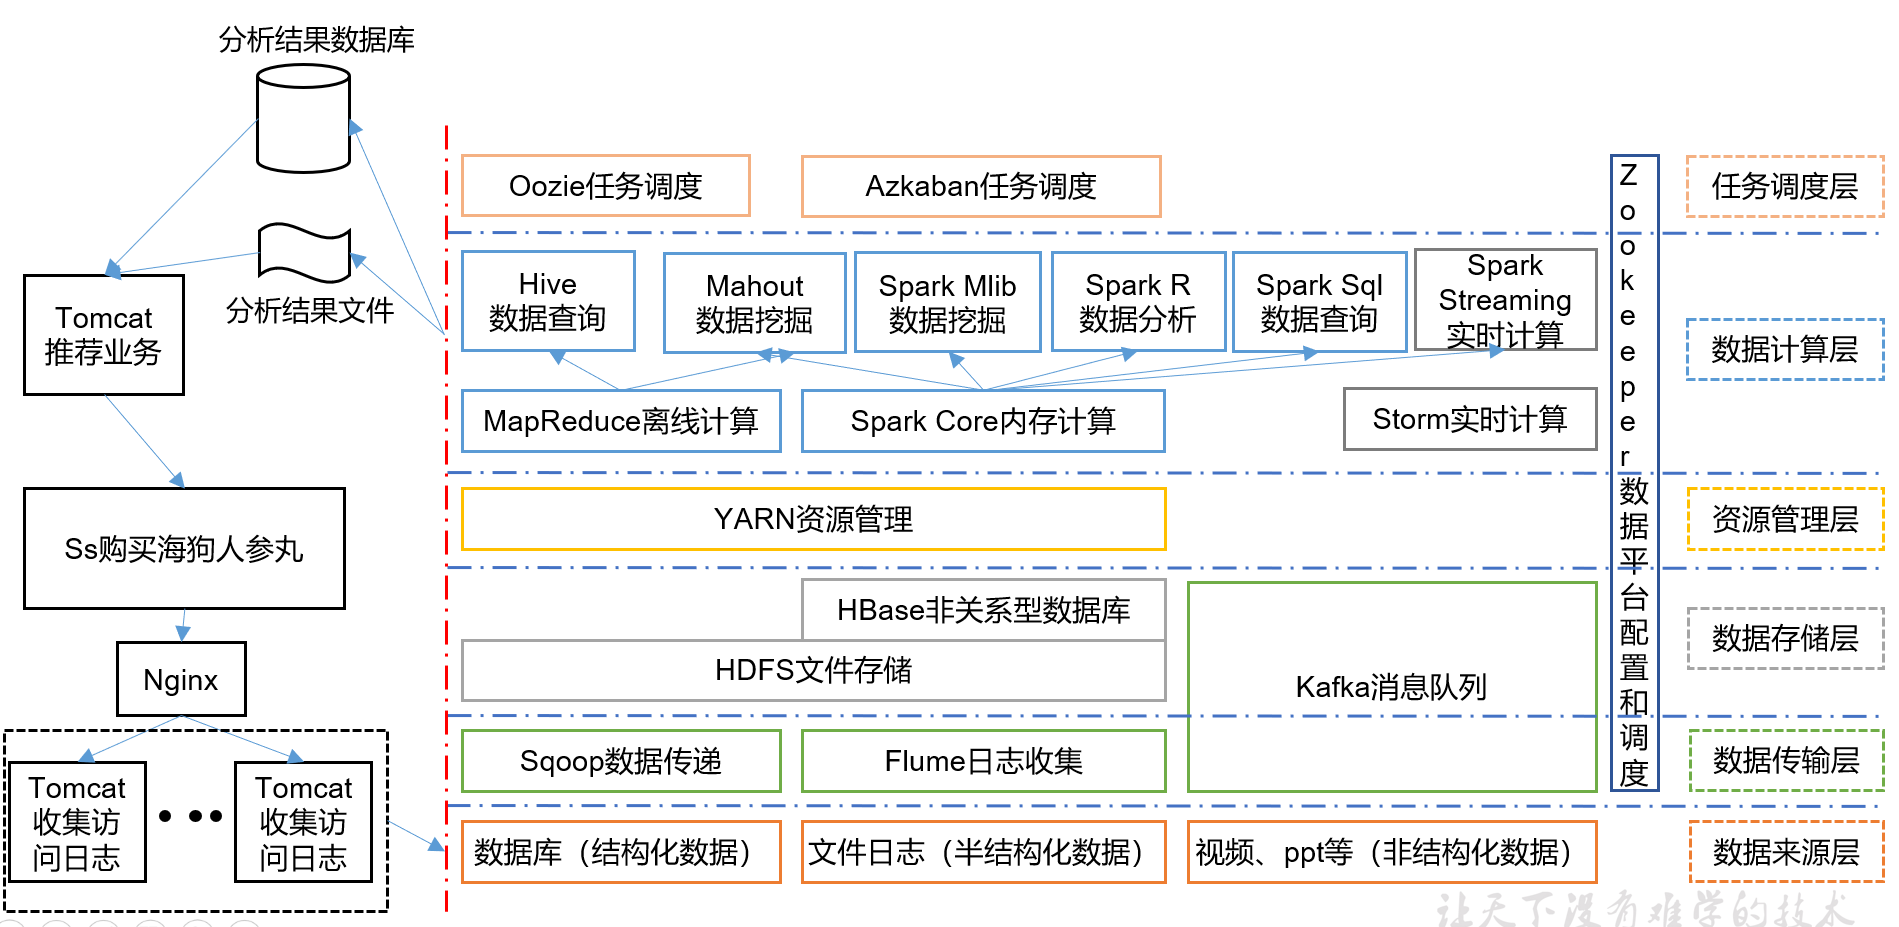 分析结果数据库
分析结果文件
Tomcat
推荐业务
Ss购买海狗人参丸
Nginx
Tomcat
收集访
问日志
Tomcat
收集访
问日志
Oozie任务调度
Azkaban任务调度
Hive
数据查询
Mahout
数据挖掘
Spark Mlib
数据挖掘
Spark R
数据分析
Spark Sql
数据查询
Spark
Streaming
实时计算
MapReduce离线计算
Spark Core内存计算
Storm实时计算
YARN资源管理
HBase非关系型数据库
HDFS文件存储
Kafka消息队列
Sqoop数据传递
Flume日志收集
数据库（结构化数据）
文件日志（半结构化数据）
视频、ppt等（非结构化数据）
Zookeeper数据平台配置和调度
任务调度层
数据计算层
资源管理层
数据存储层
数据传输层
数据来源层
让天下没有难学的技术